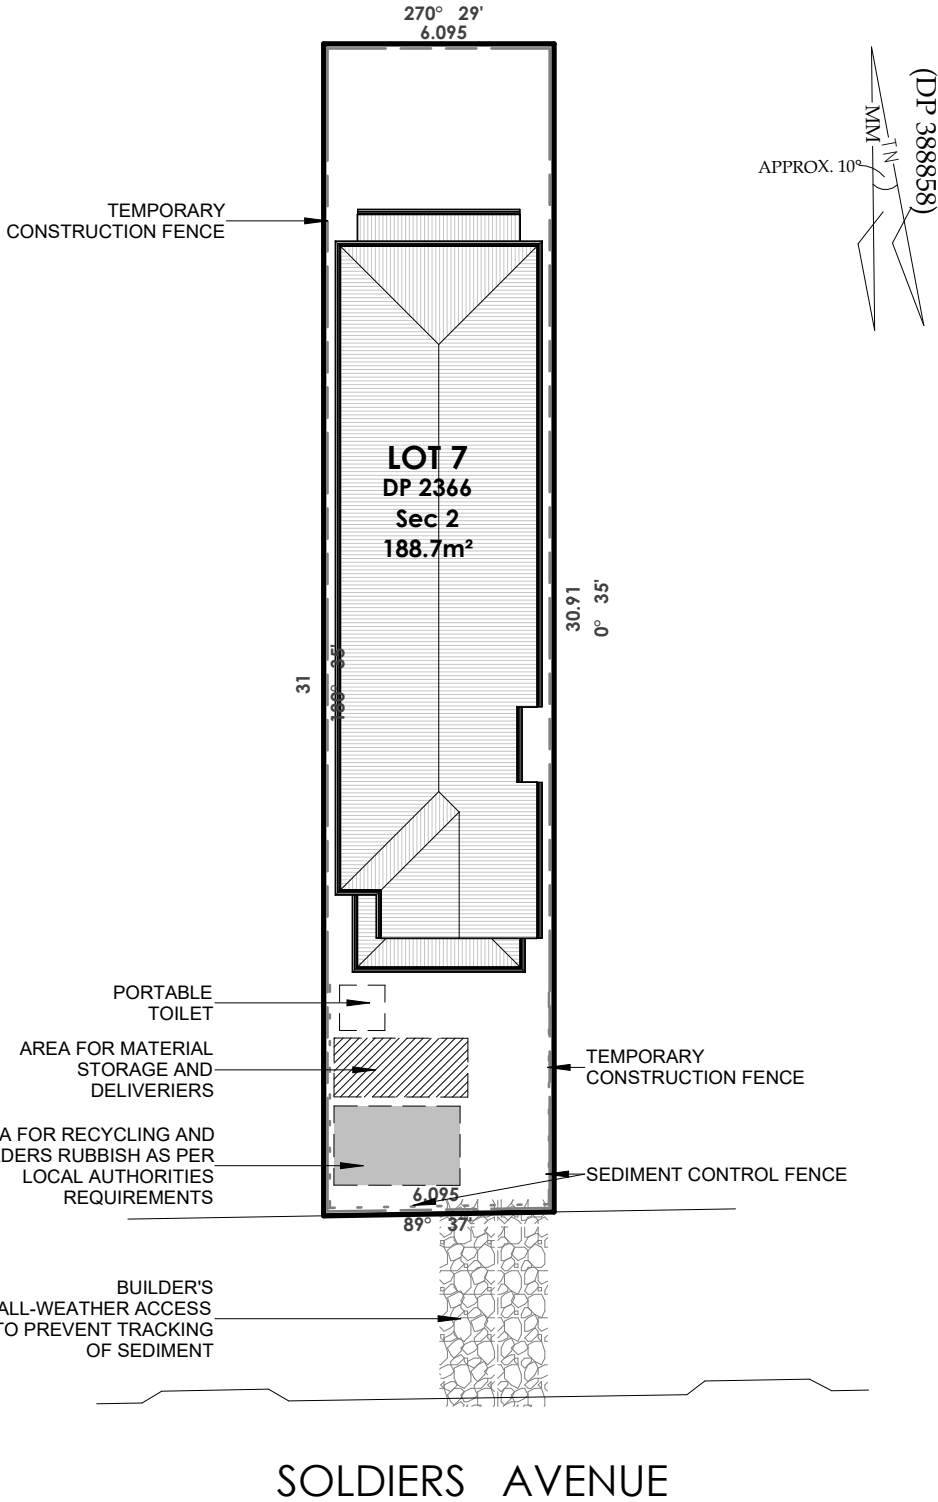 270° 29'
6.095
(DP 388858)
MM
TN
APPROX. 10°
TEMPORARY
CONSTRUCTION FENCE
LOT 7
DP 2366
Sec 2
188.7m²
30.91
0° 35'
31
PORTABLE
TOILET
AREA FOR MATERIAL
STORAGE AND
DELIVERIERS
TEMPORARY
CONSTRUCTION FENCE
A FOR RECYCLING AND
DERS RUBBISH AS PER
LOCAL AUTHORITIES
REQUIREMENTS
SEDIMENT CONTROL FENCE
6.095
89° 37'
BUILDER'S
ALL-WEATHER ACCESS
TO PREVENT TRACKING
OF SEDIMENT
SOLDIERS AVENUE